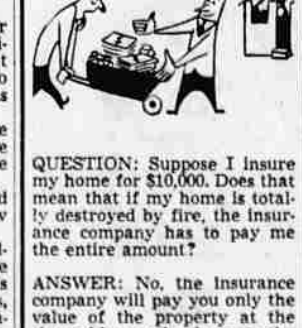 QUESTION: Suppose I insure
my home for $10,000. Does that
mean that if my home is total-
ly destroyed by fire, the insur-
ance company has to pay me
the entire amount?
ANSWER: No, the insurance
company will pay you only the
value of the property at the